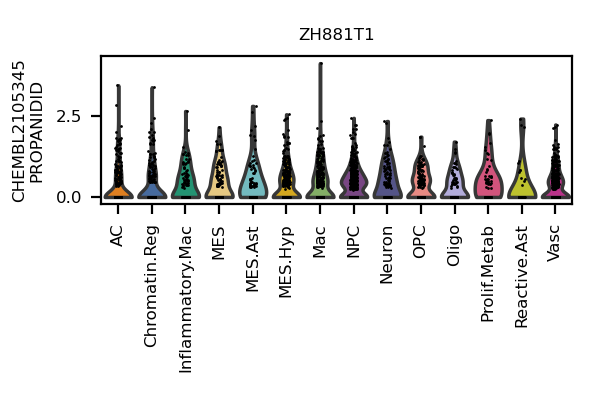 ZH881T1
CHEMBL2105345
PROPANIDID
2.5
0.0
AC
Chromatin.Reg
Inflammatory.Mac
MES
MES.Ast
MES.Hyp
Mac
NPC
Neuron
OPC
Oligo
Prolif.Metab
Reactive.Ast
Vasc